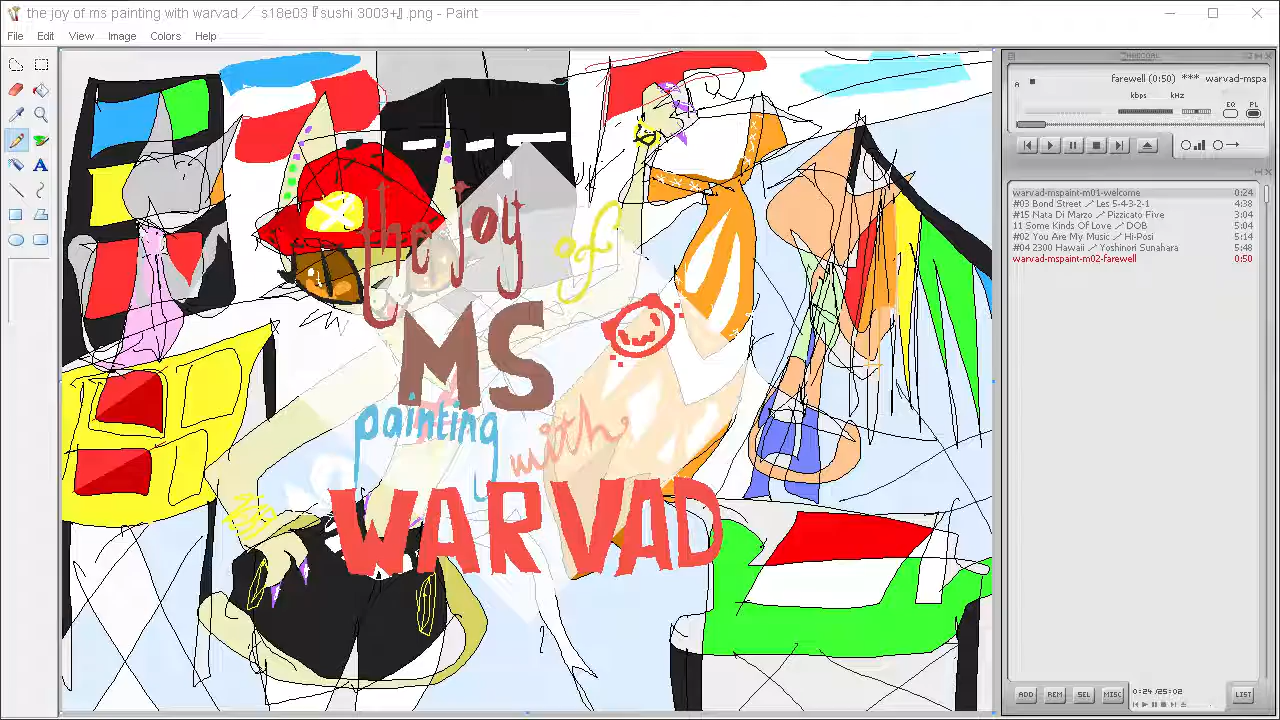 the joy of ms painting with warvad ／ s18e03『sushi 3003+』.png - Paint
File Edit View Image Colors Help
the joy of
MS
painting with
WARVAD
farewell (0:50) *** warvad-mspa
kbps kHz
EQ PL
warvad-mspaint-m01-welcome 0:24
#03 Bond Street ／ Les 5-4-3-2-1 4:38
#15 Nata Di Marzo ／ Pizzicato Five 3:04
11 Some Kinds Of Love ／ DOB 5:04
#02 You Are My Music ／ Hi-Posi 5:14
#04 2300 Hawaii ／ Yoshinori Sunahara 5:48
warvad-mspaint-m02-farewell 0:50
ADD REM SEL MISC 0:24/25:02 LIST